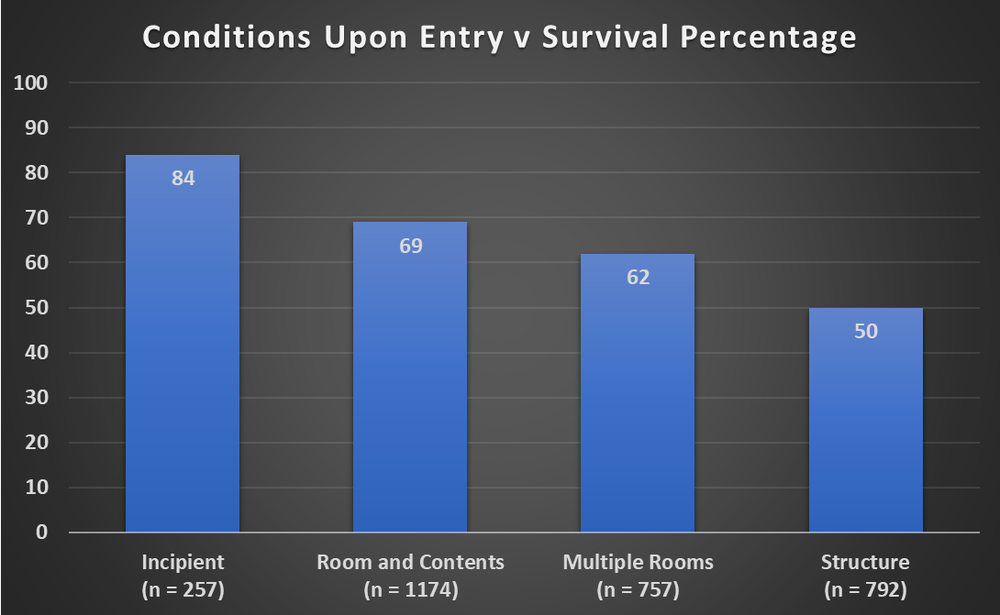 Conditions Upon Entry v Survival Percentage
100
90
80
70
60
50
40
30
20
10
0
84
69
62
50
Incipient
(n = 257)
Room and Contents
(n = 1174)
Multiple Rooms
(n = 757)
Structure
(n = 792)